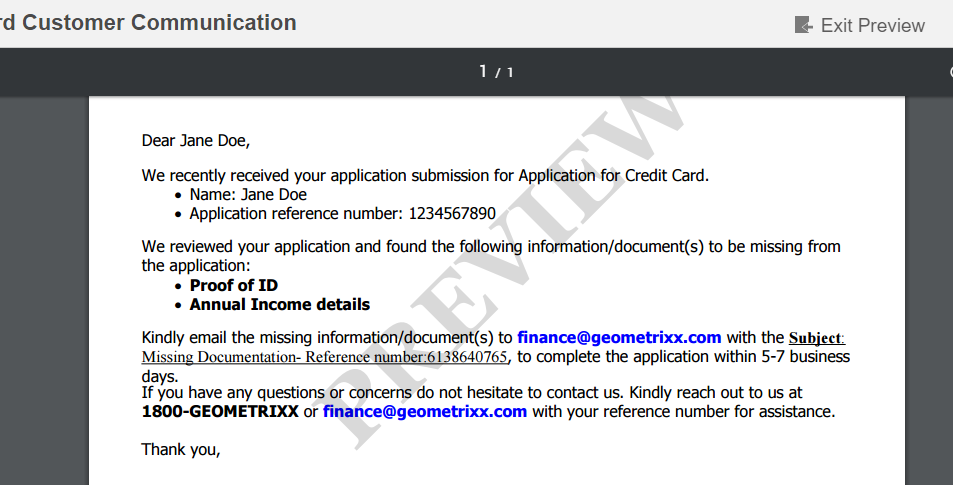 rd Customer Communication
Exit Preview
1 / 1
Dear Jane Doe,
We recently received your application submission for Application for Credit Card.
• Name: Jane Doe
• Application reference number: 1234567890
We reviewed your application and found the following information/document(s) to be missing from
the application:
• Proof of ID
• Annual Income details
Kindly email the missing information/document(s) to finance@geometrixx.com with the Subject:
Missing Documentation- Reference number:6138640765, to complete the application within 5-7 business
days.
If you have any questions or concerns do not hesitate to contact us. Kindly reach out to us at
1800-GEOMETRIXX or finance@geometrixx.com with your reference number for assistance.
Thank you,
PREVIEW